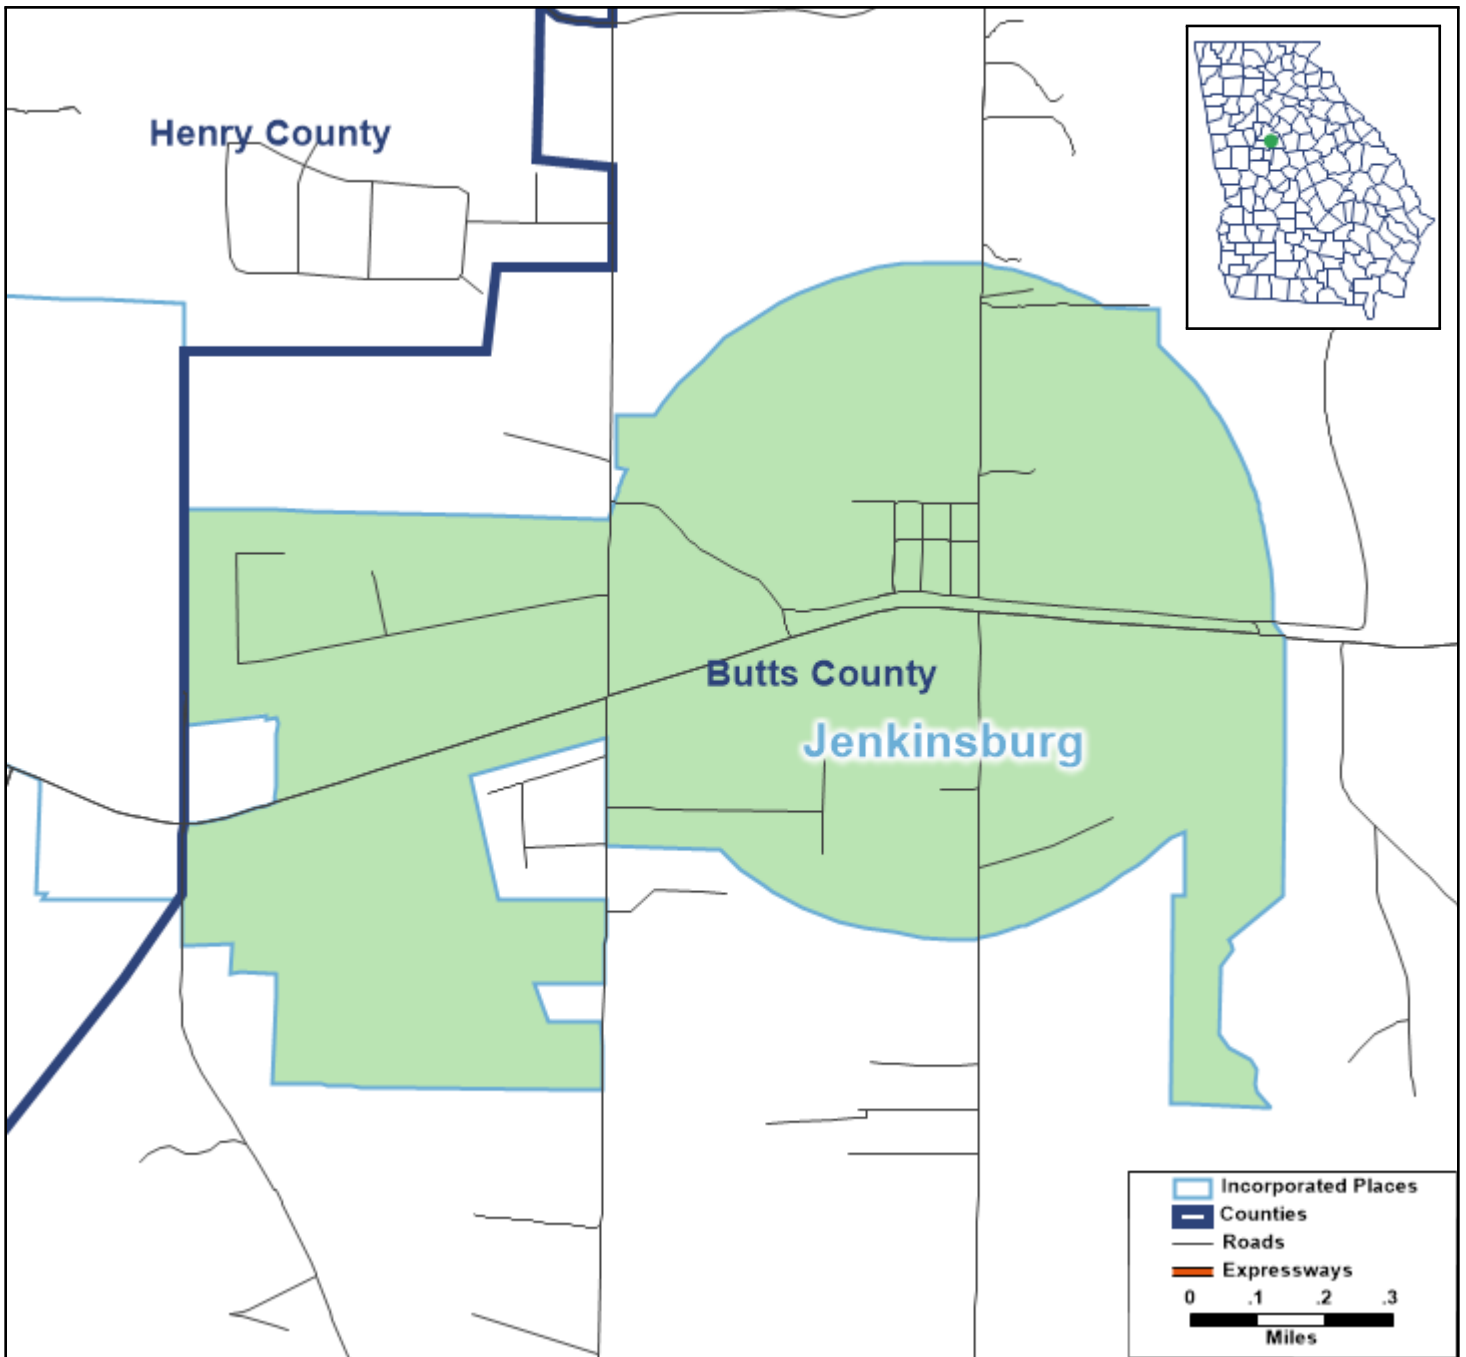 Henry County
Butts County
Jenkinsburg
Incorporated Places
Counties
Roads
Expressways
0 .1 .2 .3
Miles